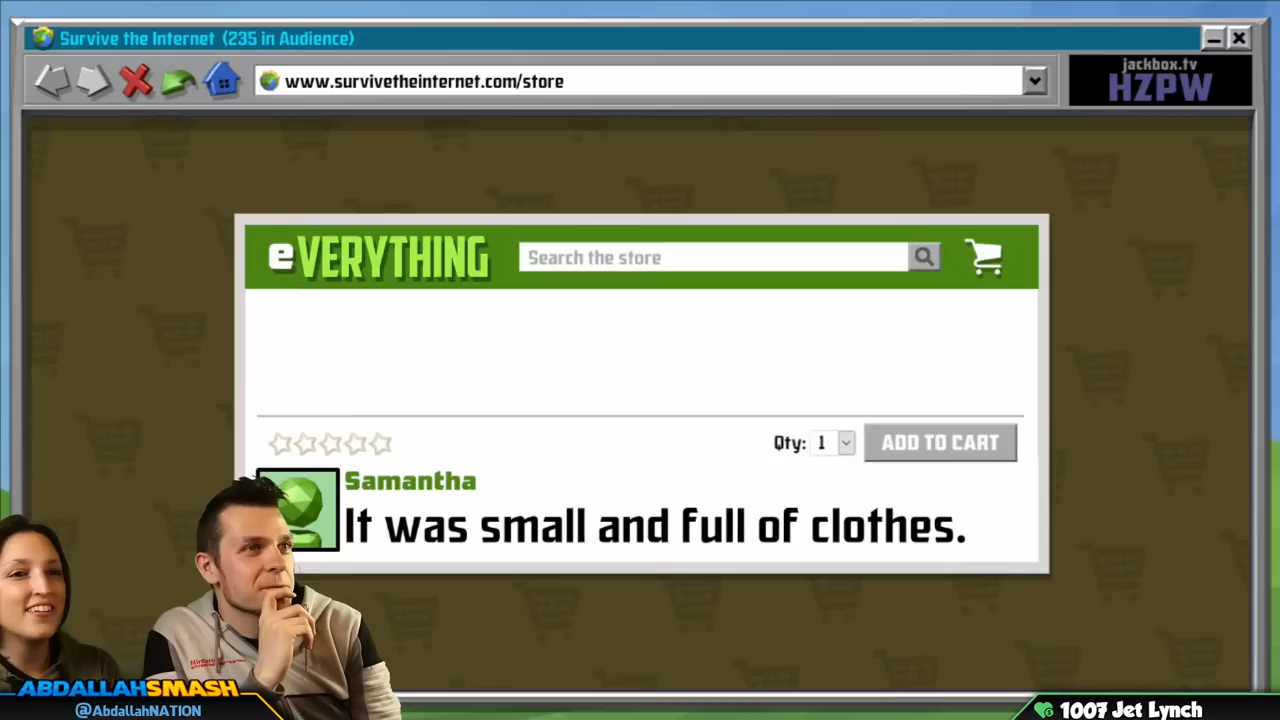 Survive the Internet (235 in Audience)
www.survivetheinternet.com/store
jackbox.tv
HZPW
eVERYTHING
Search the store
Qty: 1
ADD TO CART
Samantha
It was small and full of clothes.
Nintendo
ABDALLAHSMASH
@AbdallahNATION
1007 Jet Lynch